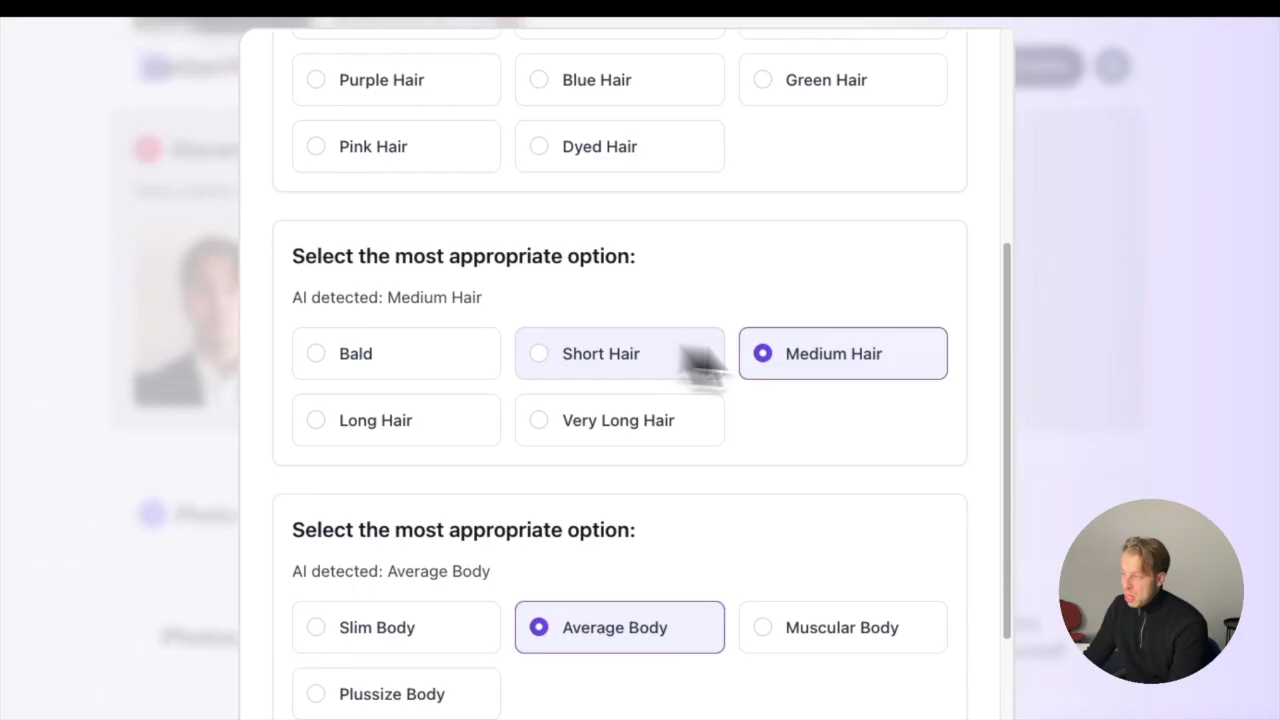 Purple Hair
Blue Hair
Green Hair
Pink Hair
Dyed Hair
Select the most appropriate option:
AI detected: Medium Hair
Bald
Short Hair
Medium Hair
Long Hair
Very Long Hair
Select the most appropriate option:
AI detected: Average Body
Slim Body
Average Body
Muscular Body
Plussize Body